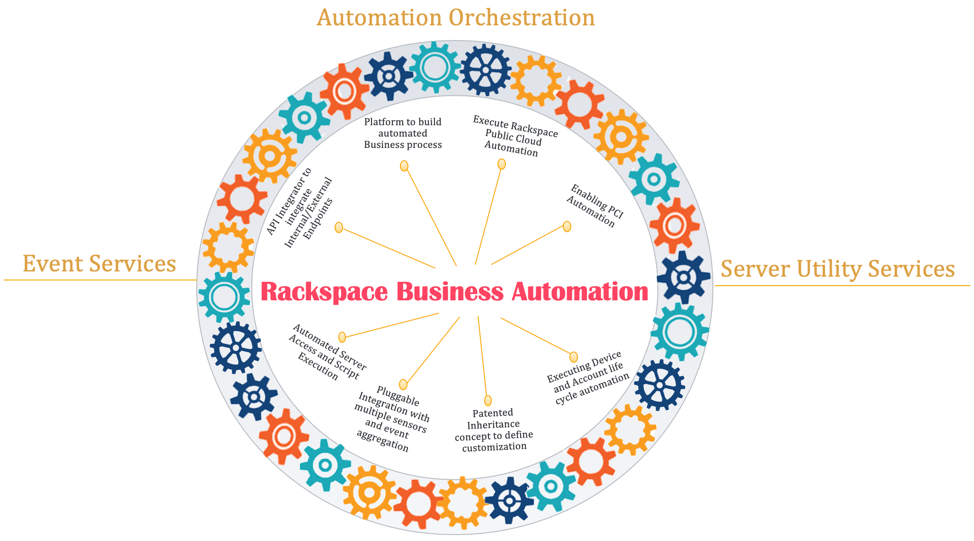 Automation Orchestration
Platform to build
automated
Business process
Execute Rackspace
Public Cloud
Automation
API Integrator to
integrate
Internal/External
Endpoints
Enabling PCI
Automation
Event Services
Server Utility Services
Rackspace Business Automation
Automated Server
Access and Script
Execution
Pluggable
Integration with
multiple sensors
and event
aggregation
Patented
Inheritance
concept to define
customization
Executing Device
and Account life
cycle automation